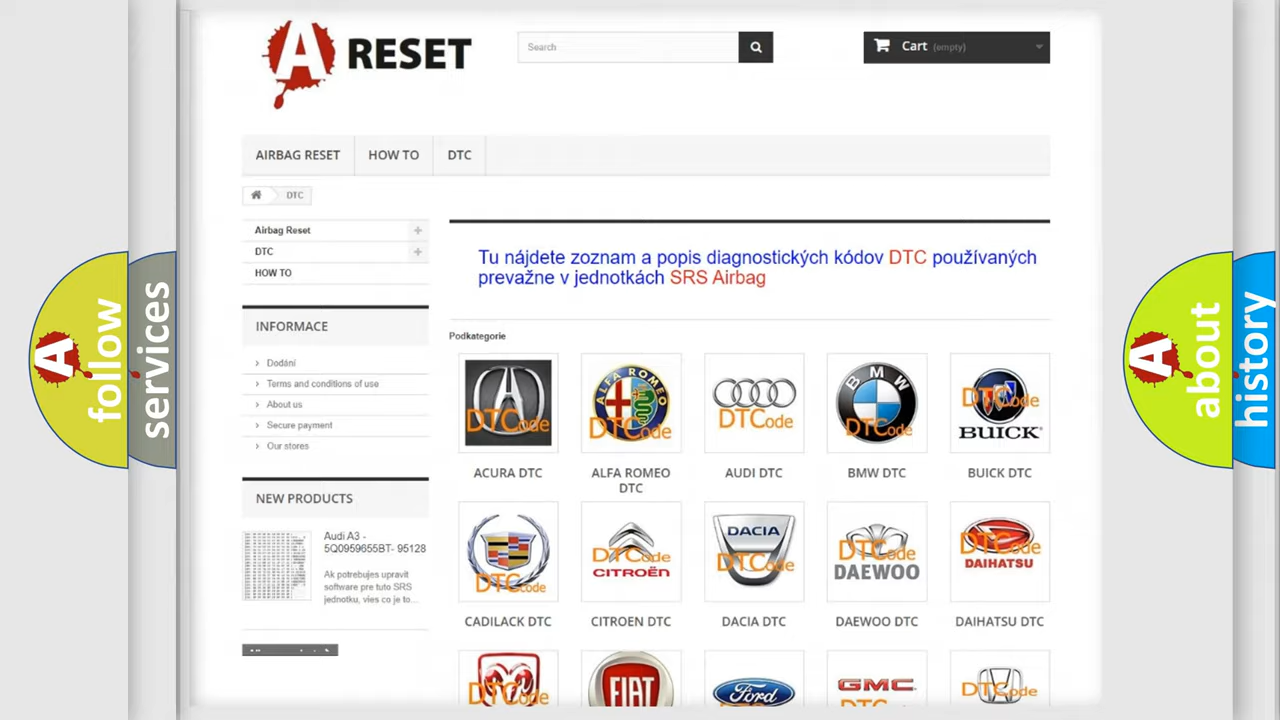 A RESET
Search
Cart (empty)
AIRBAG RESET
HOW TO
DTC
DTC
Airbag Reset
DTC
HOW TO
INFORMACE
Dodání
Terms and conditions of use
About us
Secure payment
Our stores
NEW PRODUCTS
Audi A3 -
5Q0959655BT- 95128
Ak potrebujes upravit
software pre tuto SRS
jednotku, vies co je to...
Tu nájdete zoznam a popis diagnostických kódov DTC používaných
prevažne v jednotkách SRS Airbag
Podkategorie
DTCode
ALFA ROMEO
DTCode
DTCode
BMW
DTCode
DTCode
BUICK
ACURA DTC
ALFA ROMEO
DTC
AUDI DTC
BMW DTC
BUICK DTC
DTCode
DTCode
CITROËN
DACIA
DTCode
DTCode
DAEWOO
DTCode
DAIHATSU
CADILACK DTC
CITROEN DTC
DACIA DTC
DAEWOO DTC
DAIHATSU DTC
DTCode
FIAT
Ford
GMC
DTCode
A follow
services
A about
history